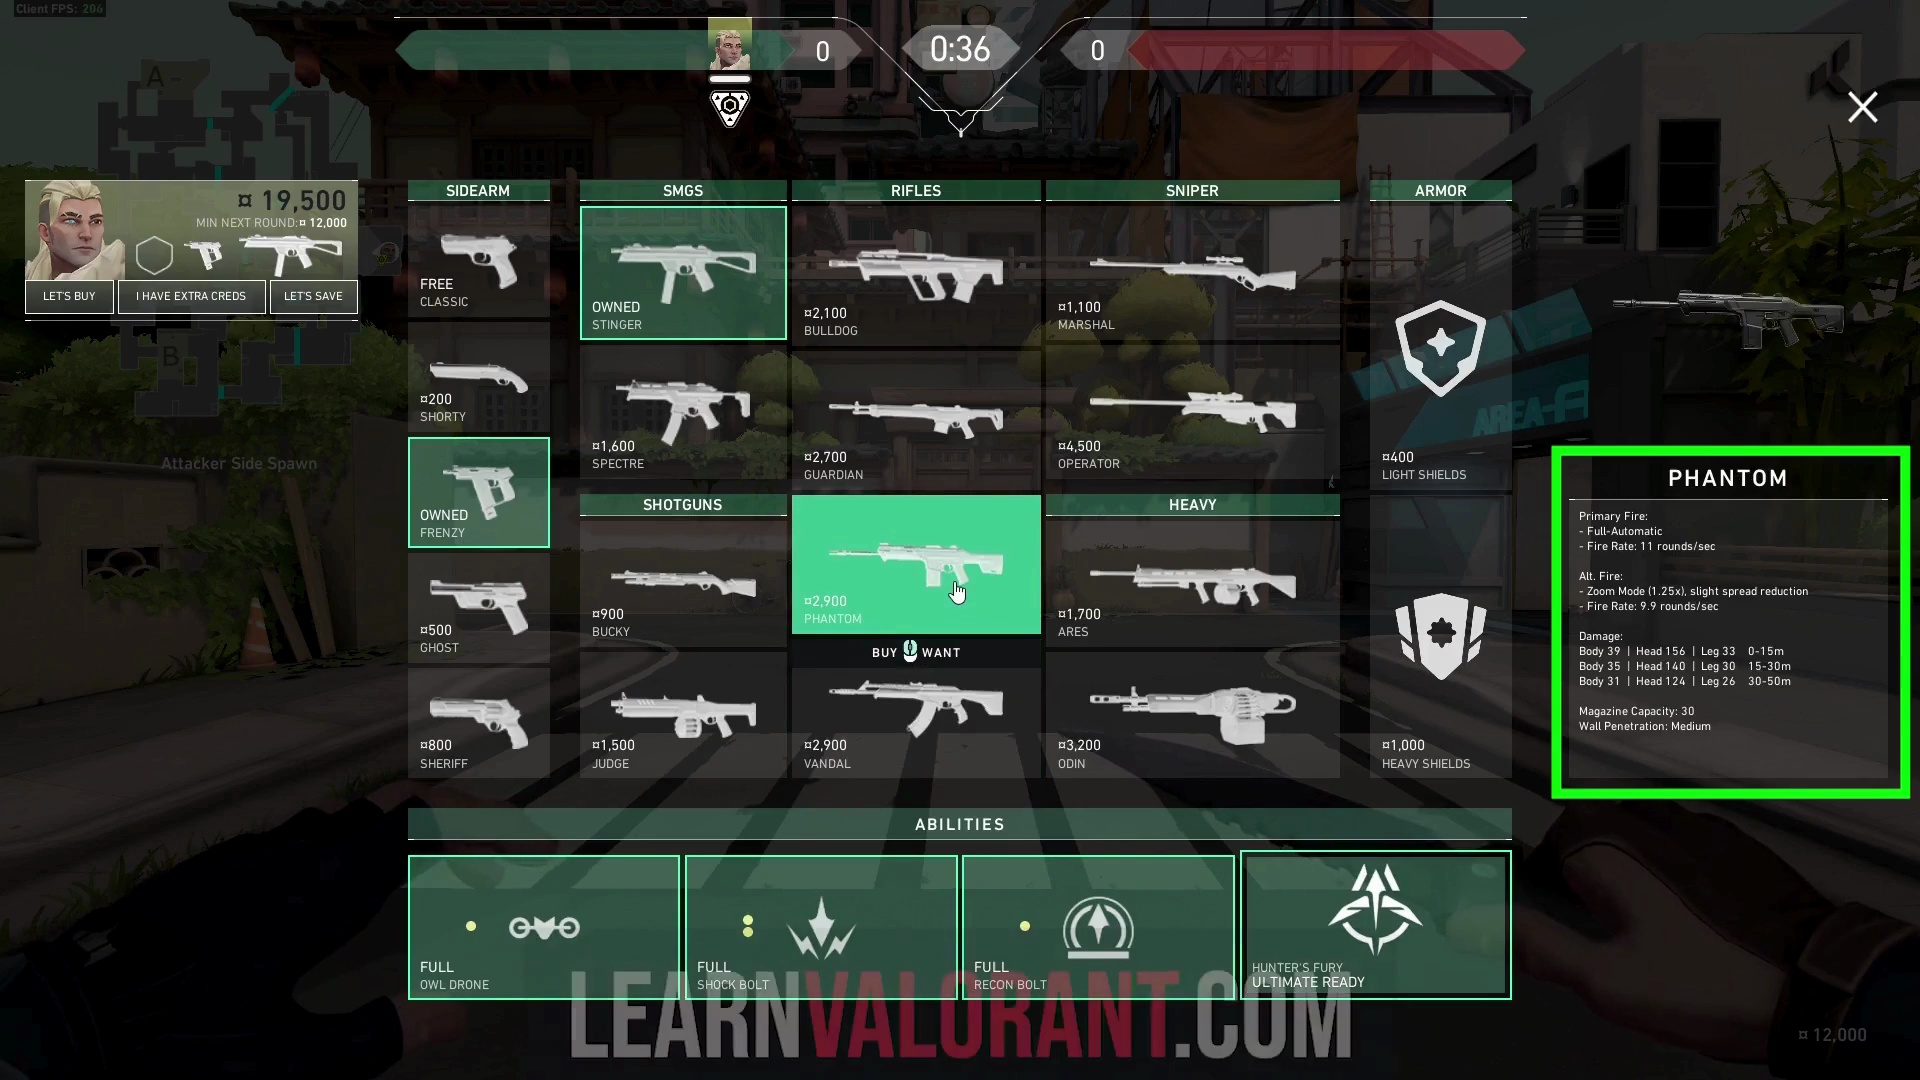 Client FPS: 206
0
0:36
0
A
¤ 19,500
MIN NEXT ROUND: ¤ 12,000
LET'S BUY
I HAVE EXTRA CREDS
LET'S SAVE
B
Attacker Side Spawn
SIDEARM
FREE
CLASSIC
¤200
SHORTY
OWNED
FRENZY
¤500
GHOST
¤800
SHERIFF
SMGS
OWNED
STINGER
¤1,600
SPECTRE
SHOTGUNS
¤900
BUCKY
¤1,500
JUDGE
RIFLES
¤2,100
BULLDOG
¤2,700
GUARDIAN
¤2,900
PHANTOM
BUY WANT
¤2,900
VANDAL
SNIPER
¤1,100
MARSHAL
¤4,500
OPERATOR
HEAVY
¤1,700
ARES
¤3,200
ODIN
ARMOR
¤400
LIGHT SHIELDS
¤1,000
HEAVY SHIELDS
AREA-A
PHANTOM
Primary Fire:
- Full-Automatic
- Fire Rate: 11 rounds/sec
Alt. Fire:
- Zoom Mode (1.25x), slight spread reduction
- Fire Rate: 9.9 rounds/sec
Damage:
Body 39 | Head 156 | Leg 33 0-15m
Body 35 | Head 140 | Leg 30 15-30m
Body 31 | Head 124 | Leg 26 30-50m
Magazine Capacity: 30
Wall Penetration: Medium
ABILITIES
FULL
OWL DRONE
FULL
SHOCK BOLT
FULL
RECON BOLT
HUNTER'S FURY
ULTIMATE READY
LEARNVALORANT.COM
¤ 12,000